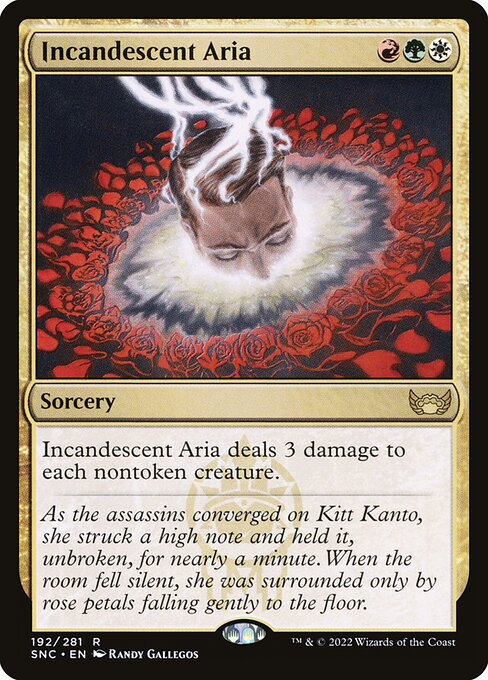 Incandescent Aria
Sorcery
Incandescent Aria deals 3 damage to
each nontoken creature.
As the assassins converged on Kitt Kanto,
she struck a high note and held it,
unbroken, for nearly a minute. When the
room fell silent, she was surrounded only by
rose petals falling gently to the floor.
192/281 R
SNC • EN Randy Gallegos
™ & © 2022 Wizards of the Coast